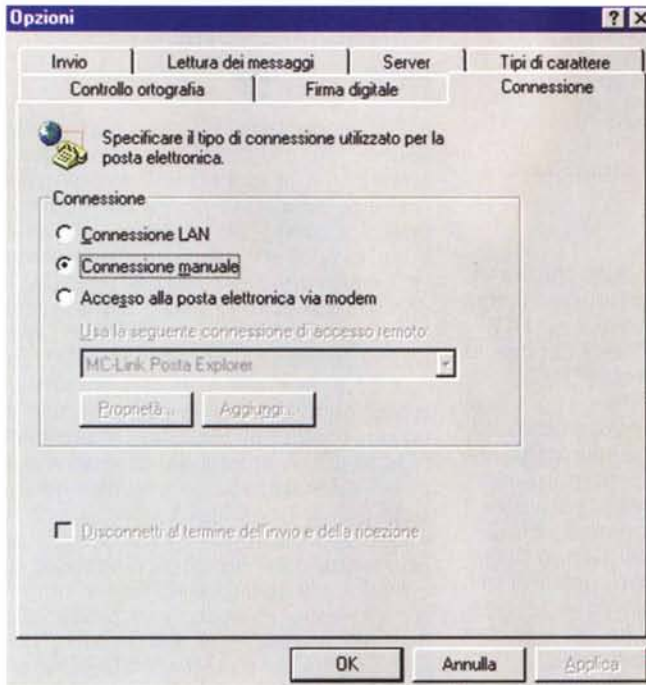 Opzioni
Invio Lettura dei messaggi Server Tipi di carattere
Controllo ortografia Firma digitale Connessione
Specificare il tipo di connessione utilizzato per la
posta elettronica.
Connessione
Connessione LAN
Connessione manuale
Accesso alla posta elettronica via modem
Usa la seguente connessione di accesso remoto:
MC-Link Posta Explorer
Proprietà... Aggiungi...
Disconnetti al termine dell'invio e della ricezione
OK Annulla Applica